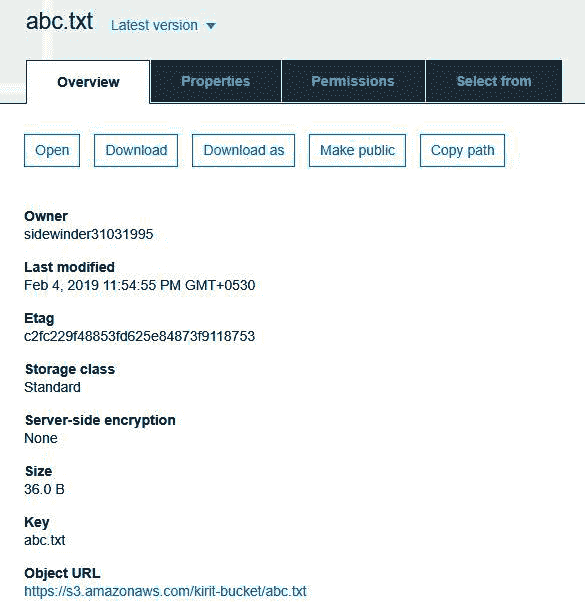 abc.txt Latest version
Overview Properties Permissions Select from
Open Download Download as Make public Copy path
Owner
sidewinder31031995
Last modified
Feb 4, 2019 11:54:55 PM GMT+0530
Etag
c2fc229f48853fd625e84873f9118753
Storage class
Standard
Server-side encryption
None
Size
36.0 B
Key
abc.txt
Object URL
https://s3.amazonaws.com/kirit-bucket/abc.txt